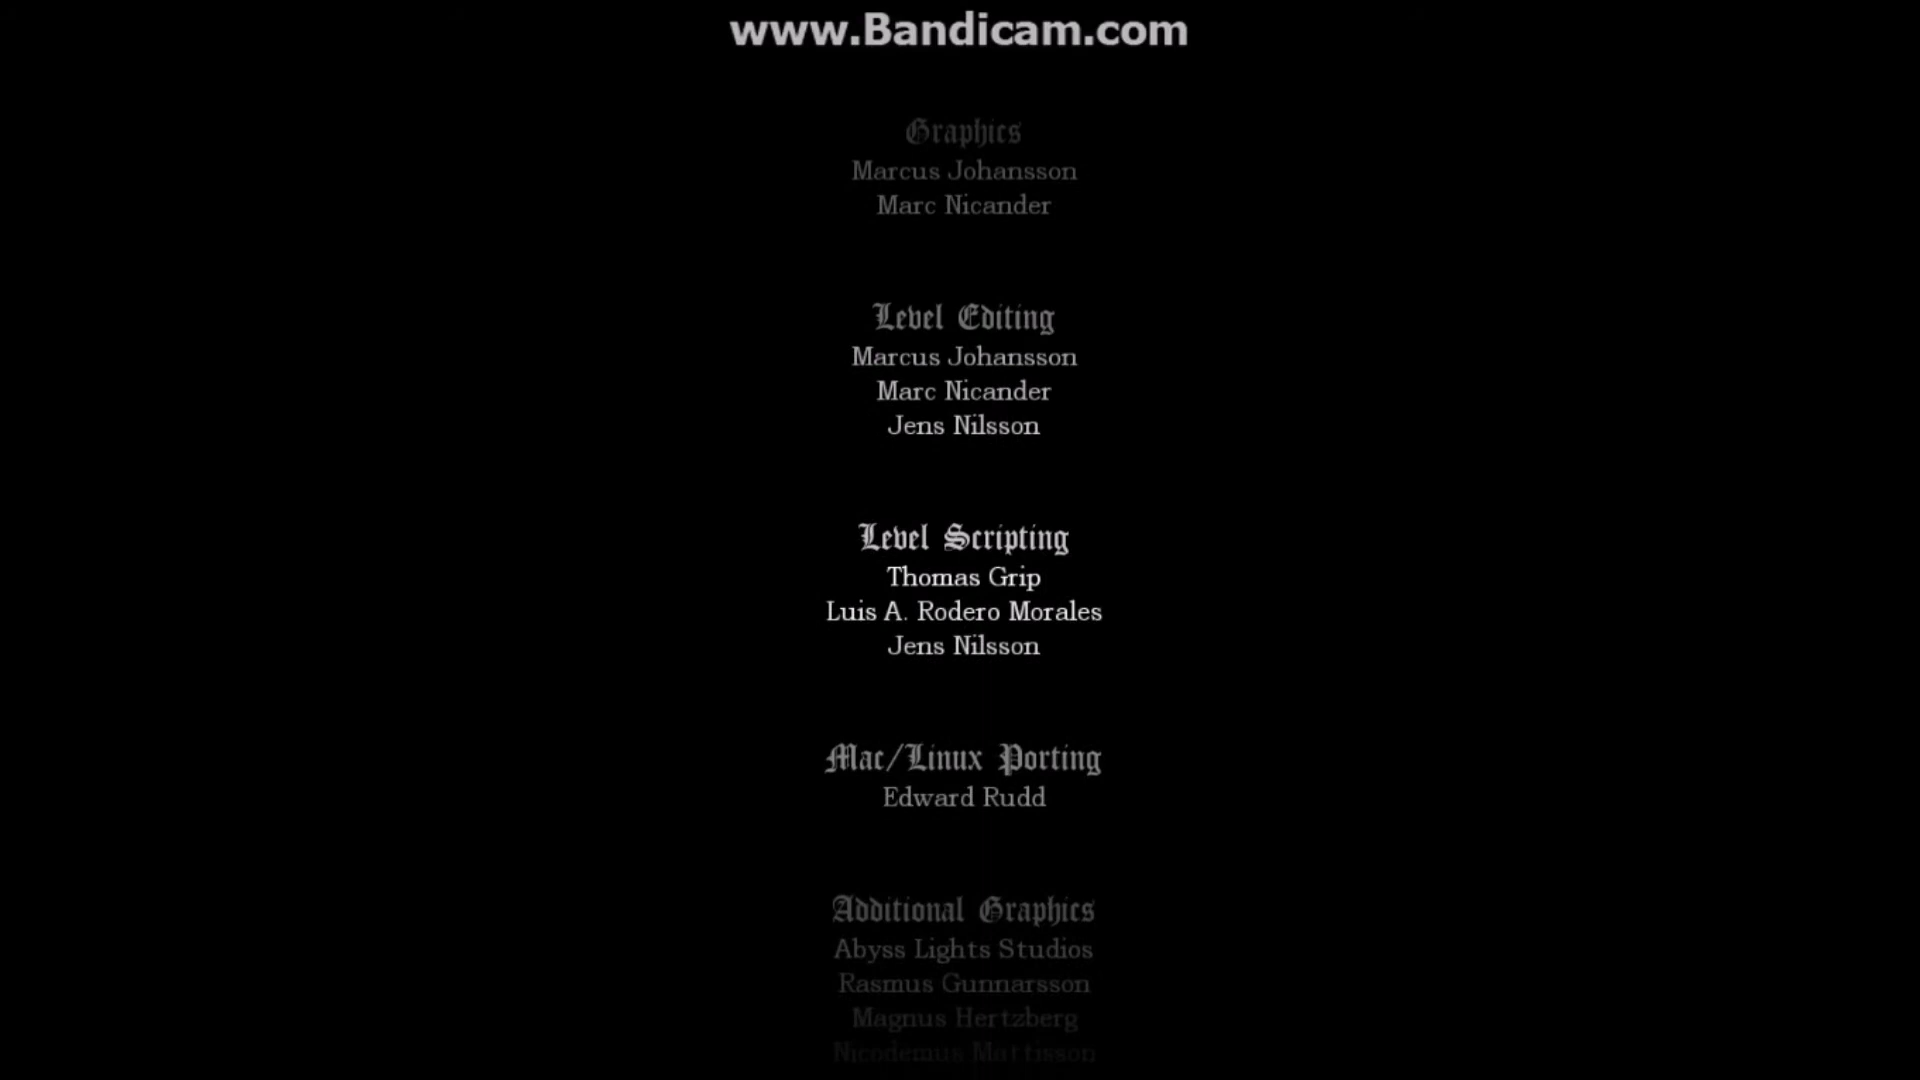 www.Bandicam.com
Graphics
Marcus Johansson
Marc Nicander
Level Editing
Marcus Johansson
Marc Nicander
Jens Nilsson
Level Scripting
Thomas Grip
Luis A. Rodero Morales
Jens Nilsson
Mac/Linux Porting
Edward Rudd
Additional Graphics
Abyss Lights Studios
Rasmus Gunnarsson
Magnus Hertzberg
Nicodemus Mattisson